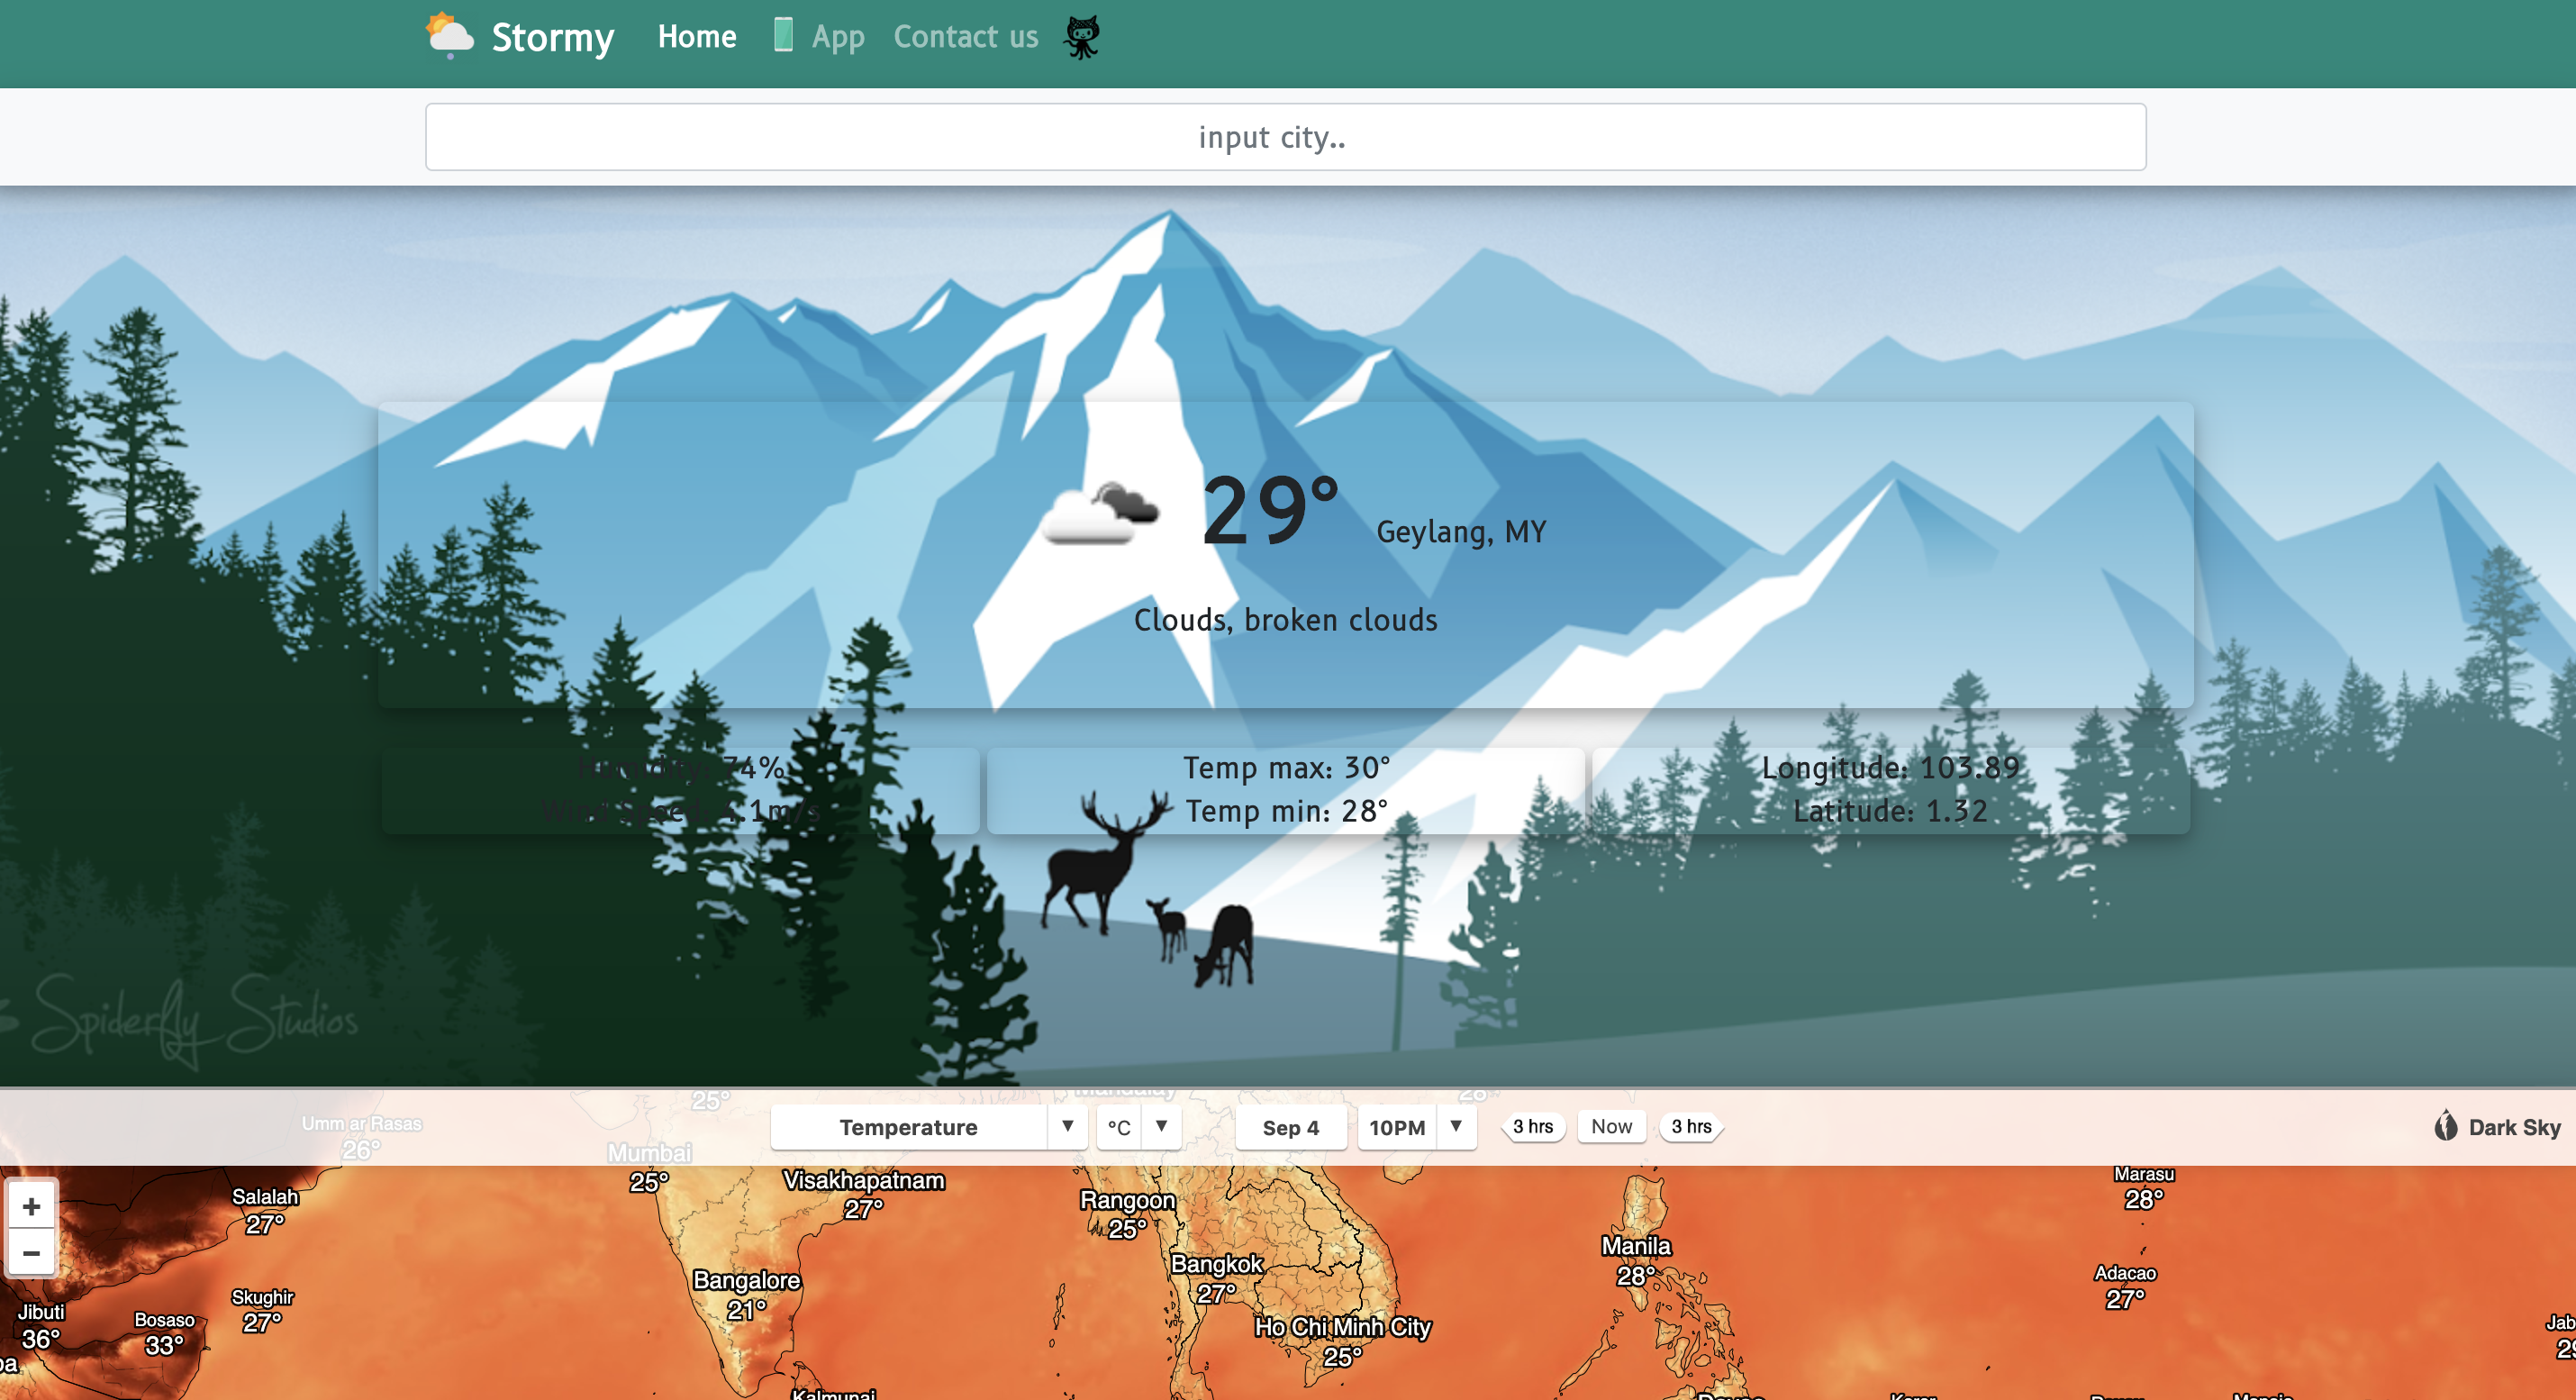 Stormy Home App Contact us
input city..
29° Geylang, MY
Clouds, broken clouds
Humidity: 74%
Wind Speed: 4.1m/s
Temp max: 30°
Temp min: 28°
Longitude: 103.89
Latitude: 1.32
Spiderfly Studios
Temperature ▼ °C ▼ Sep 4 10PM ▼ 3 hrs Now 3 hrs Dark Sky
25°
Mandalay
28°
Umm ar Rasas
26°
Mumbai
25°
Visakhapatnam
27°
Rangoon
25°
Marasu
28°
+
−
Salalah
27°
Manila
28°
Bangkok
27°
Bangalore
21°
Adacao
27°
Skughir
27°
Jibuti
36°
Bosaso
33°
Ho Chi Minh City
25°
Kalmunai